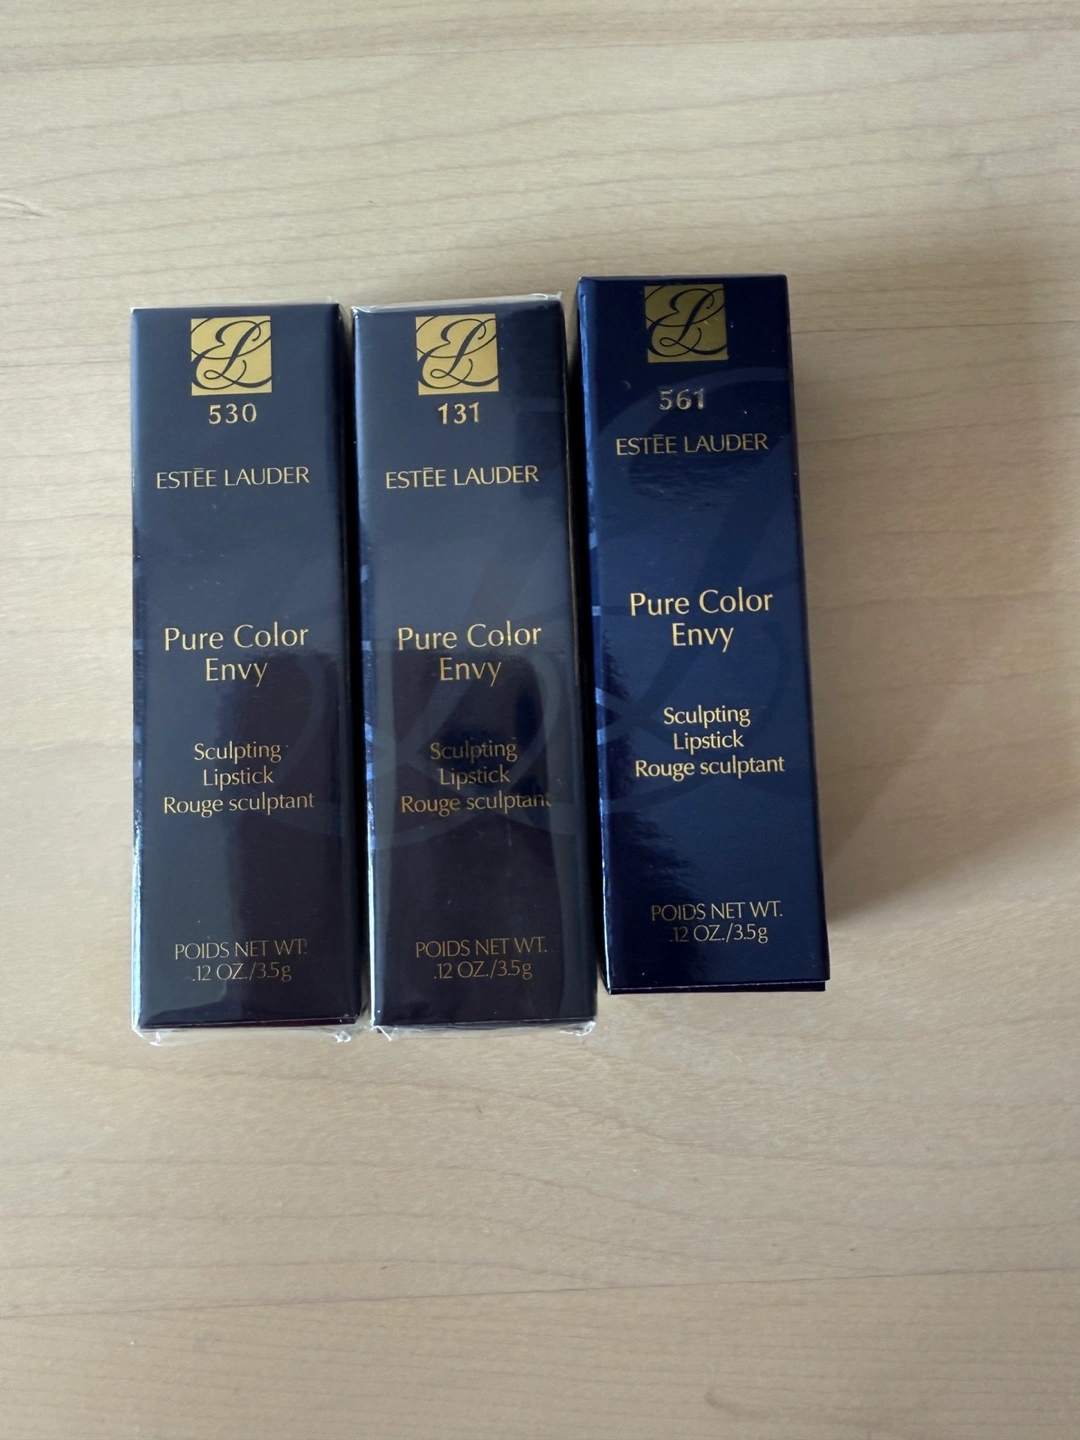 530
ESTĒE LAUDER
Pure Color
Envy
Sculpting
Lipstick
Rouge sculptant
POIDS NET WT.
.12 OZ./3.5g
131
ESTĒE LAUDER
Pure Color
Envy
Sculpting
Lipstick
Rouge sculptant
POIDS NET WT.
.12 OZ./3.5g
561
ESTĒE LAUDER
Pure Color
Envy
Sculpting
Lipstick
Rouge sculptant
POIDS NET WT.
.12 OZ./3.5g